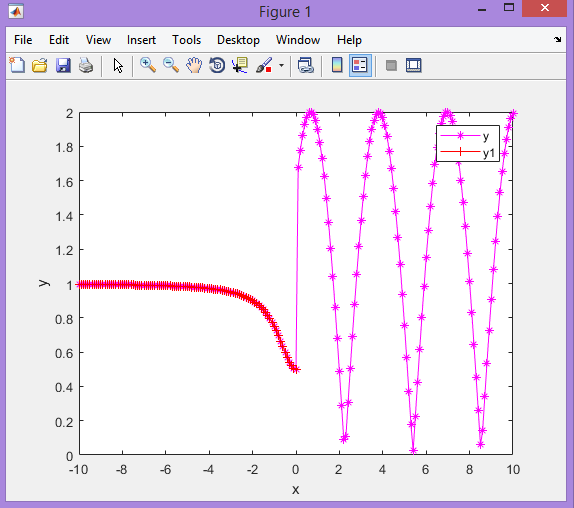 Figure 1
File Edit View Insert Tools Desktop Window Help
2
1.8
1.6
1.4
1.2
1
0.8
0.6
0.4
0.2
0
y
y
y1
-10 -8 -6 -4 -2 0 2 4 6 8 10
x